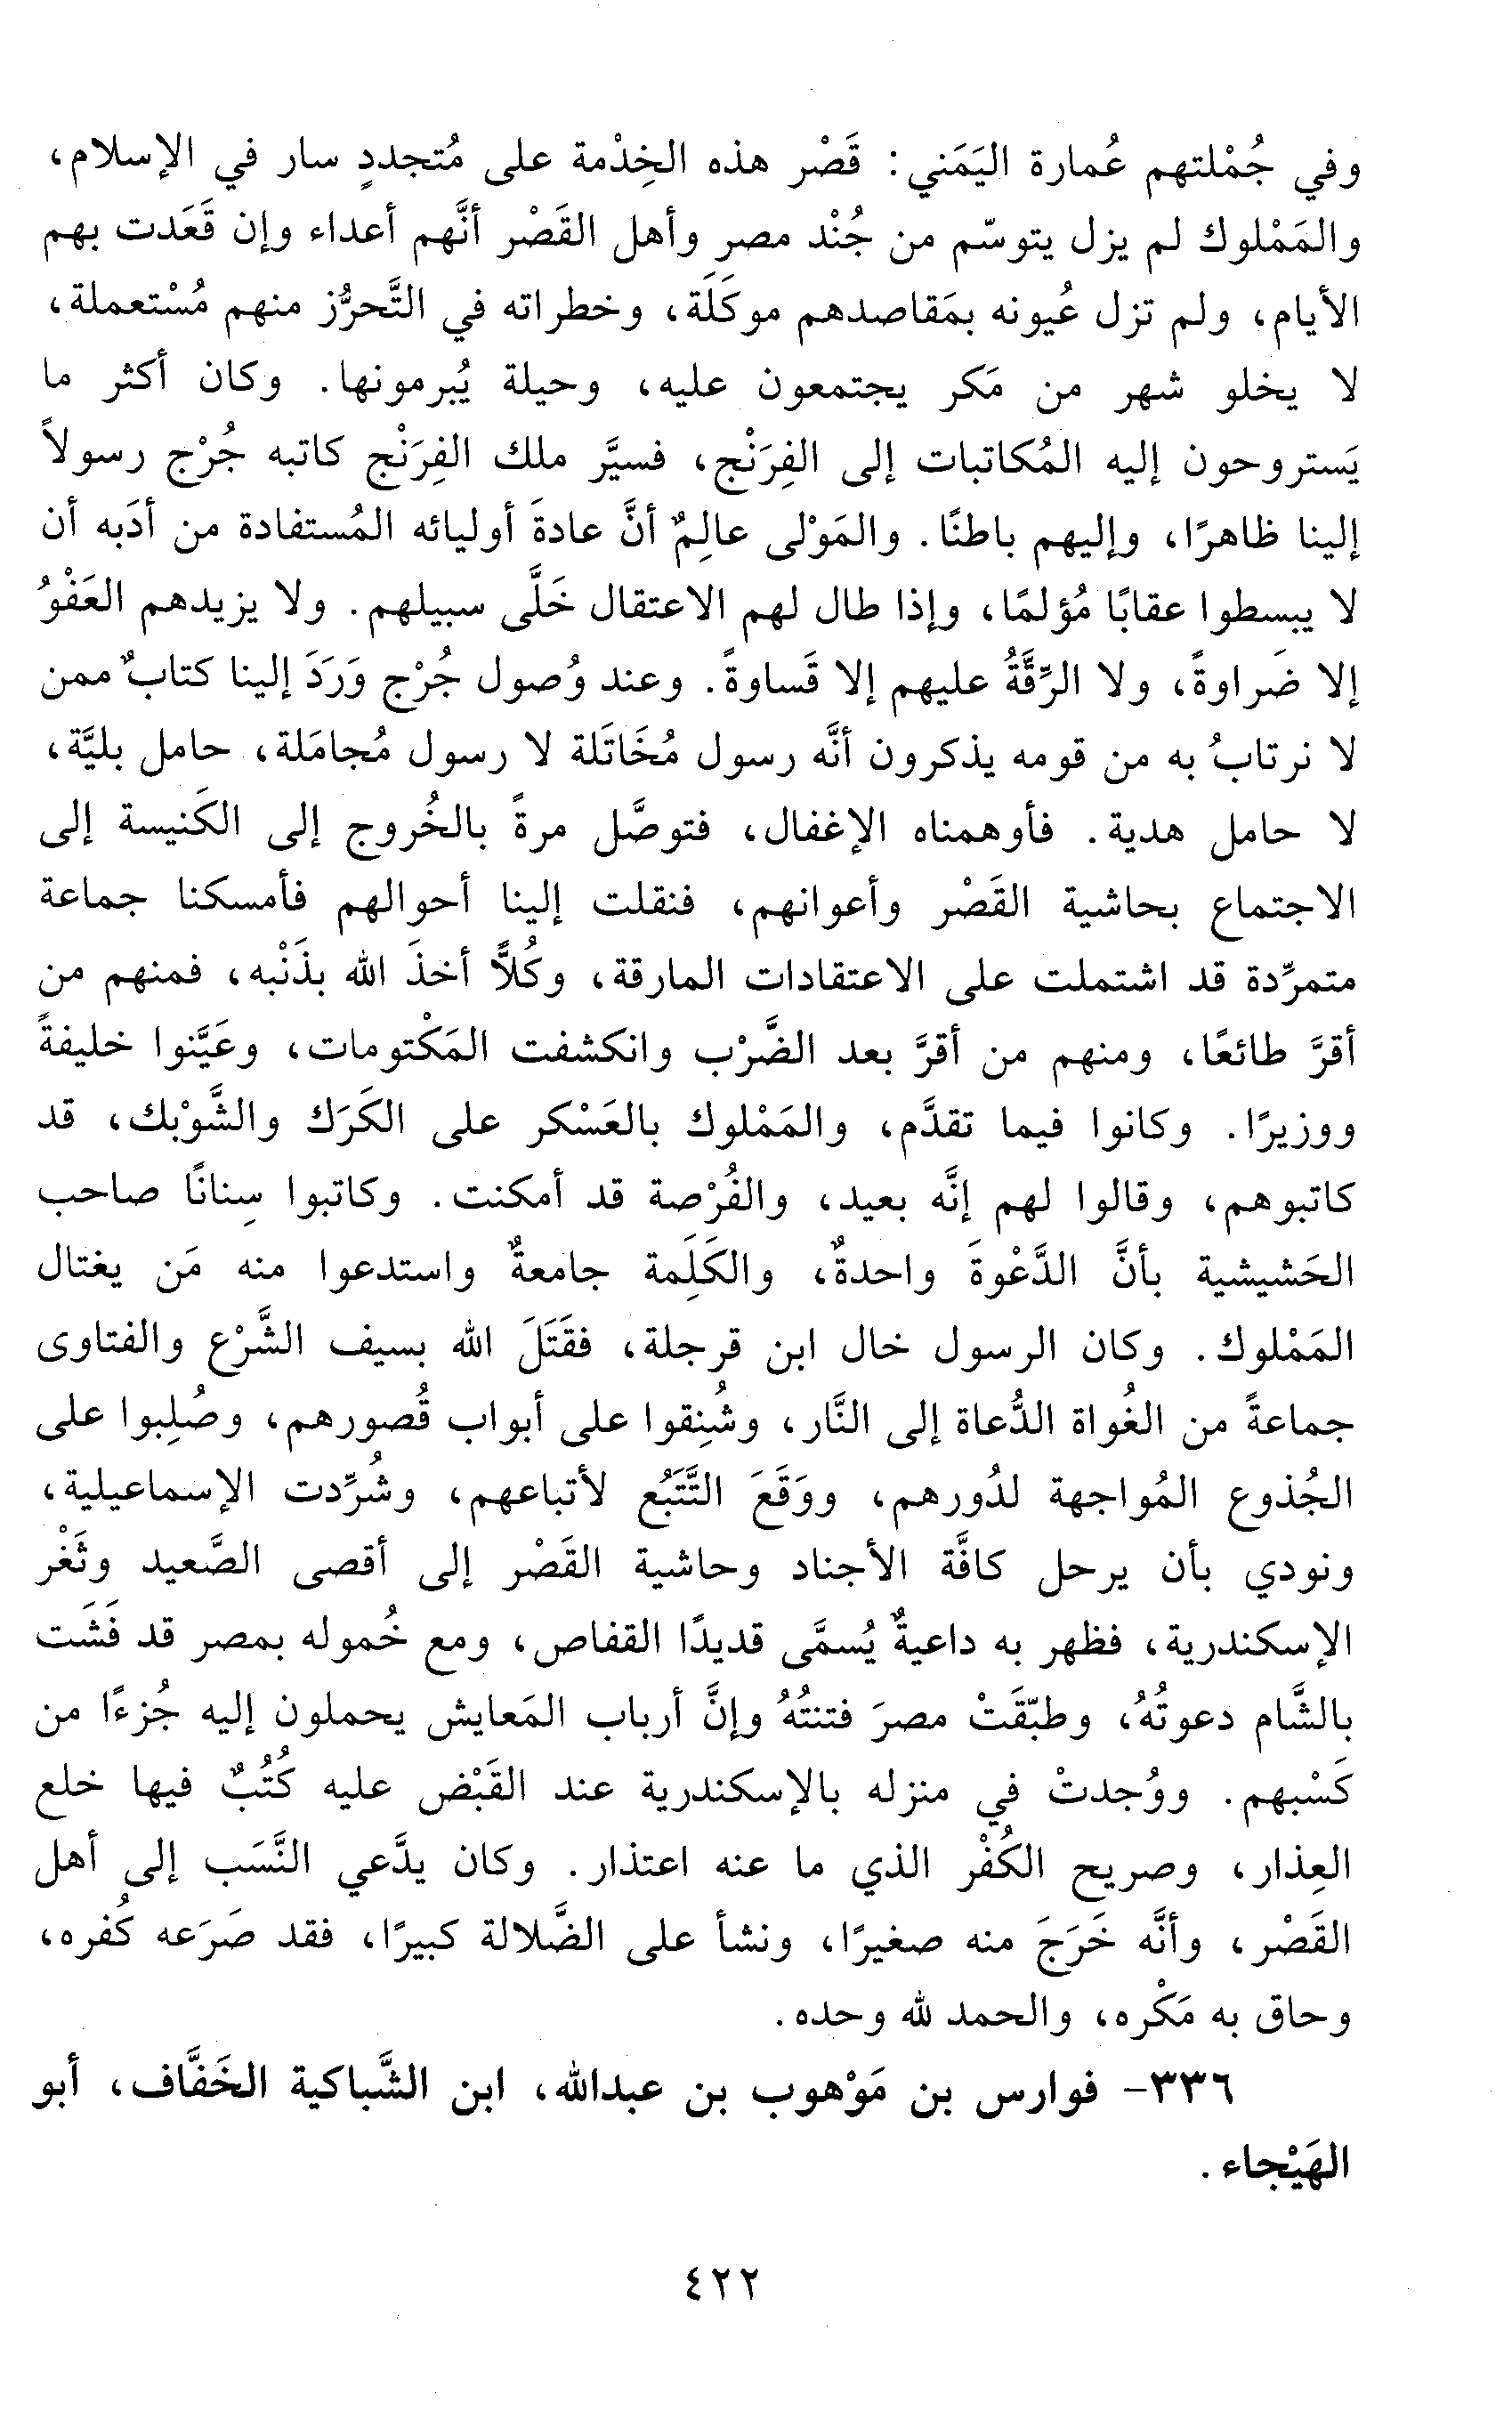 وفي جُمْلتهم عُمارة اليَمَني: قَصْر هذه الخِدْمة على مُتجددٍ سار في الإسلام،
والمَمْلوك لم يزل يتوسّم من جُنْد مصر وأهل القَصْر أنَّهم أعداء وإن قَعَدت بهم
الأيام، ولم تزل عُيونه بمَقاصدهم موكَلَة، وخطراته في التَّحرُّز منهم مُسْتعملة،
لا يخلو شهر من مَكر يجتمعون عليه، وحيلة يُبرمونها. وكان أكثر ما
يَستروحون إليه المُكاتبات إلى الفِرَنْج، فسيَّر ملك الفِرَنْج كاتبه جُرْج رسولاً
إلينا ظاهرًا، وإليهم باطنًا. والمَوْلى عالِمٌ أنَّ عادةَ أوليائه المُستفادة من أدَبه أن
لا يبسطوا عقابًا مُؤلمًا، وإذا طال لهم الاعتقال خَلَّى سبيلهم. ولا يزيدهم العَفْوُ
إلا ضَراوةً، ولا الرِّقَّةُ عليهم إلا قَساوةً. وعند وُصول جُرْج وَرَدَ إلينا كتابٌ ممن
لا نرتابُ به من قومه يذكرون أنَّه رسول مُخَاتَلة لا رسول مُجامَلة، حامل بليَّة،
لا حامل هدية. فأوهمناه الإغفال، فتوصَّل مرةً بالخُروج إلى الكَنيسة إلى
الاجتماع بحاشية القَصْر وأعوانهم، فنقلت إلينا أحوالهم فأمسكنا جماعة
متمرِّدة قد اشتملت على الاعتقادات المارقة، وكُلاًّ أخذَ الله بذَنْبه، فمنهم من
أقرَّ طائعًا، ومنهم من أقرَّ بعد الضَّرْب وانكشفت المَكْتومات، وعَيَّنوا خليفةً
ووزيرًا. وكانوا فيما تقدَّم، والمَمْلوك بالعَسْكر على الكَرَك والشَّوْبك، قد
كاتبوهم، وقالوا لهم إنَّه بعيد، والفُرْصة قد أمكنت. وكاتبوا سِنانًا صاحب
الحَشيشية بأنَّ الدَّعْوةَ واحدةٌ، والكَلِمة جامعةٌ واستدعوا منه مَن يغتال
المَمْلوك. وكان الرسول خال ابن قرجلة، فقَتَلَ الله بسيف الشَّرْع والفتاوى
جماعةً من الغُواة الدُّعاة إلى النَّار، وشُنِقوا على أبواب قُصورهم، وصُلِبوا على
الجُذوع المُواجهة لدُورهم، ووَقَعَ التَّتَبُع لأتباعهم، وشُرِّدت الإسماعيلية،
ونودي بأن يرحل كافَّة الأجناد وحاشية القَصْر إلى أقصى الصَّعيد وثَغْر
الإسكندرية، فظهر به داعيةٌ يُسمَّى قديدًا القفاص، ومع خُموله بمصر قد فَشَت
بالشَّام دعوتُهُ، وطبّقَتْ مصرَ فتنتُهُ وإنَّ أرباب المَعايش يحملون إليه جُزءًا من
كَسْبهم. ووُجدتْ في منزله بالإسكندرية عند القَبْض عليه كُتُبٌ فيها خلع
العِذار، وصريح الكُفْر الذي ما عنه اعتذار. وكان يدَّعي النَّسَب إلى أهل
القَصْر، وأنَّه خَرَجَ منه صغيرًا، ونشأ على الضَّلالة كبيرًا، فقد صَرَعه كُفره،
وحاق به مَكْره، والحمد لله وحده.
٣٣٦- فوارس بن مَوْهوب بن عبدالله، ابن الشَّباكية الخَفَّاف، أبو
الهَيْجاء.
٤٢٢